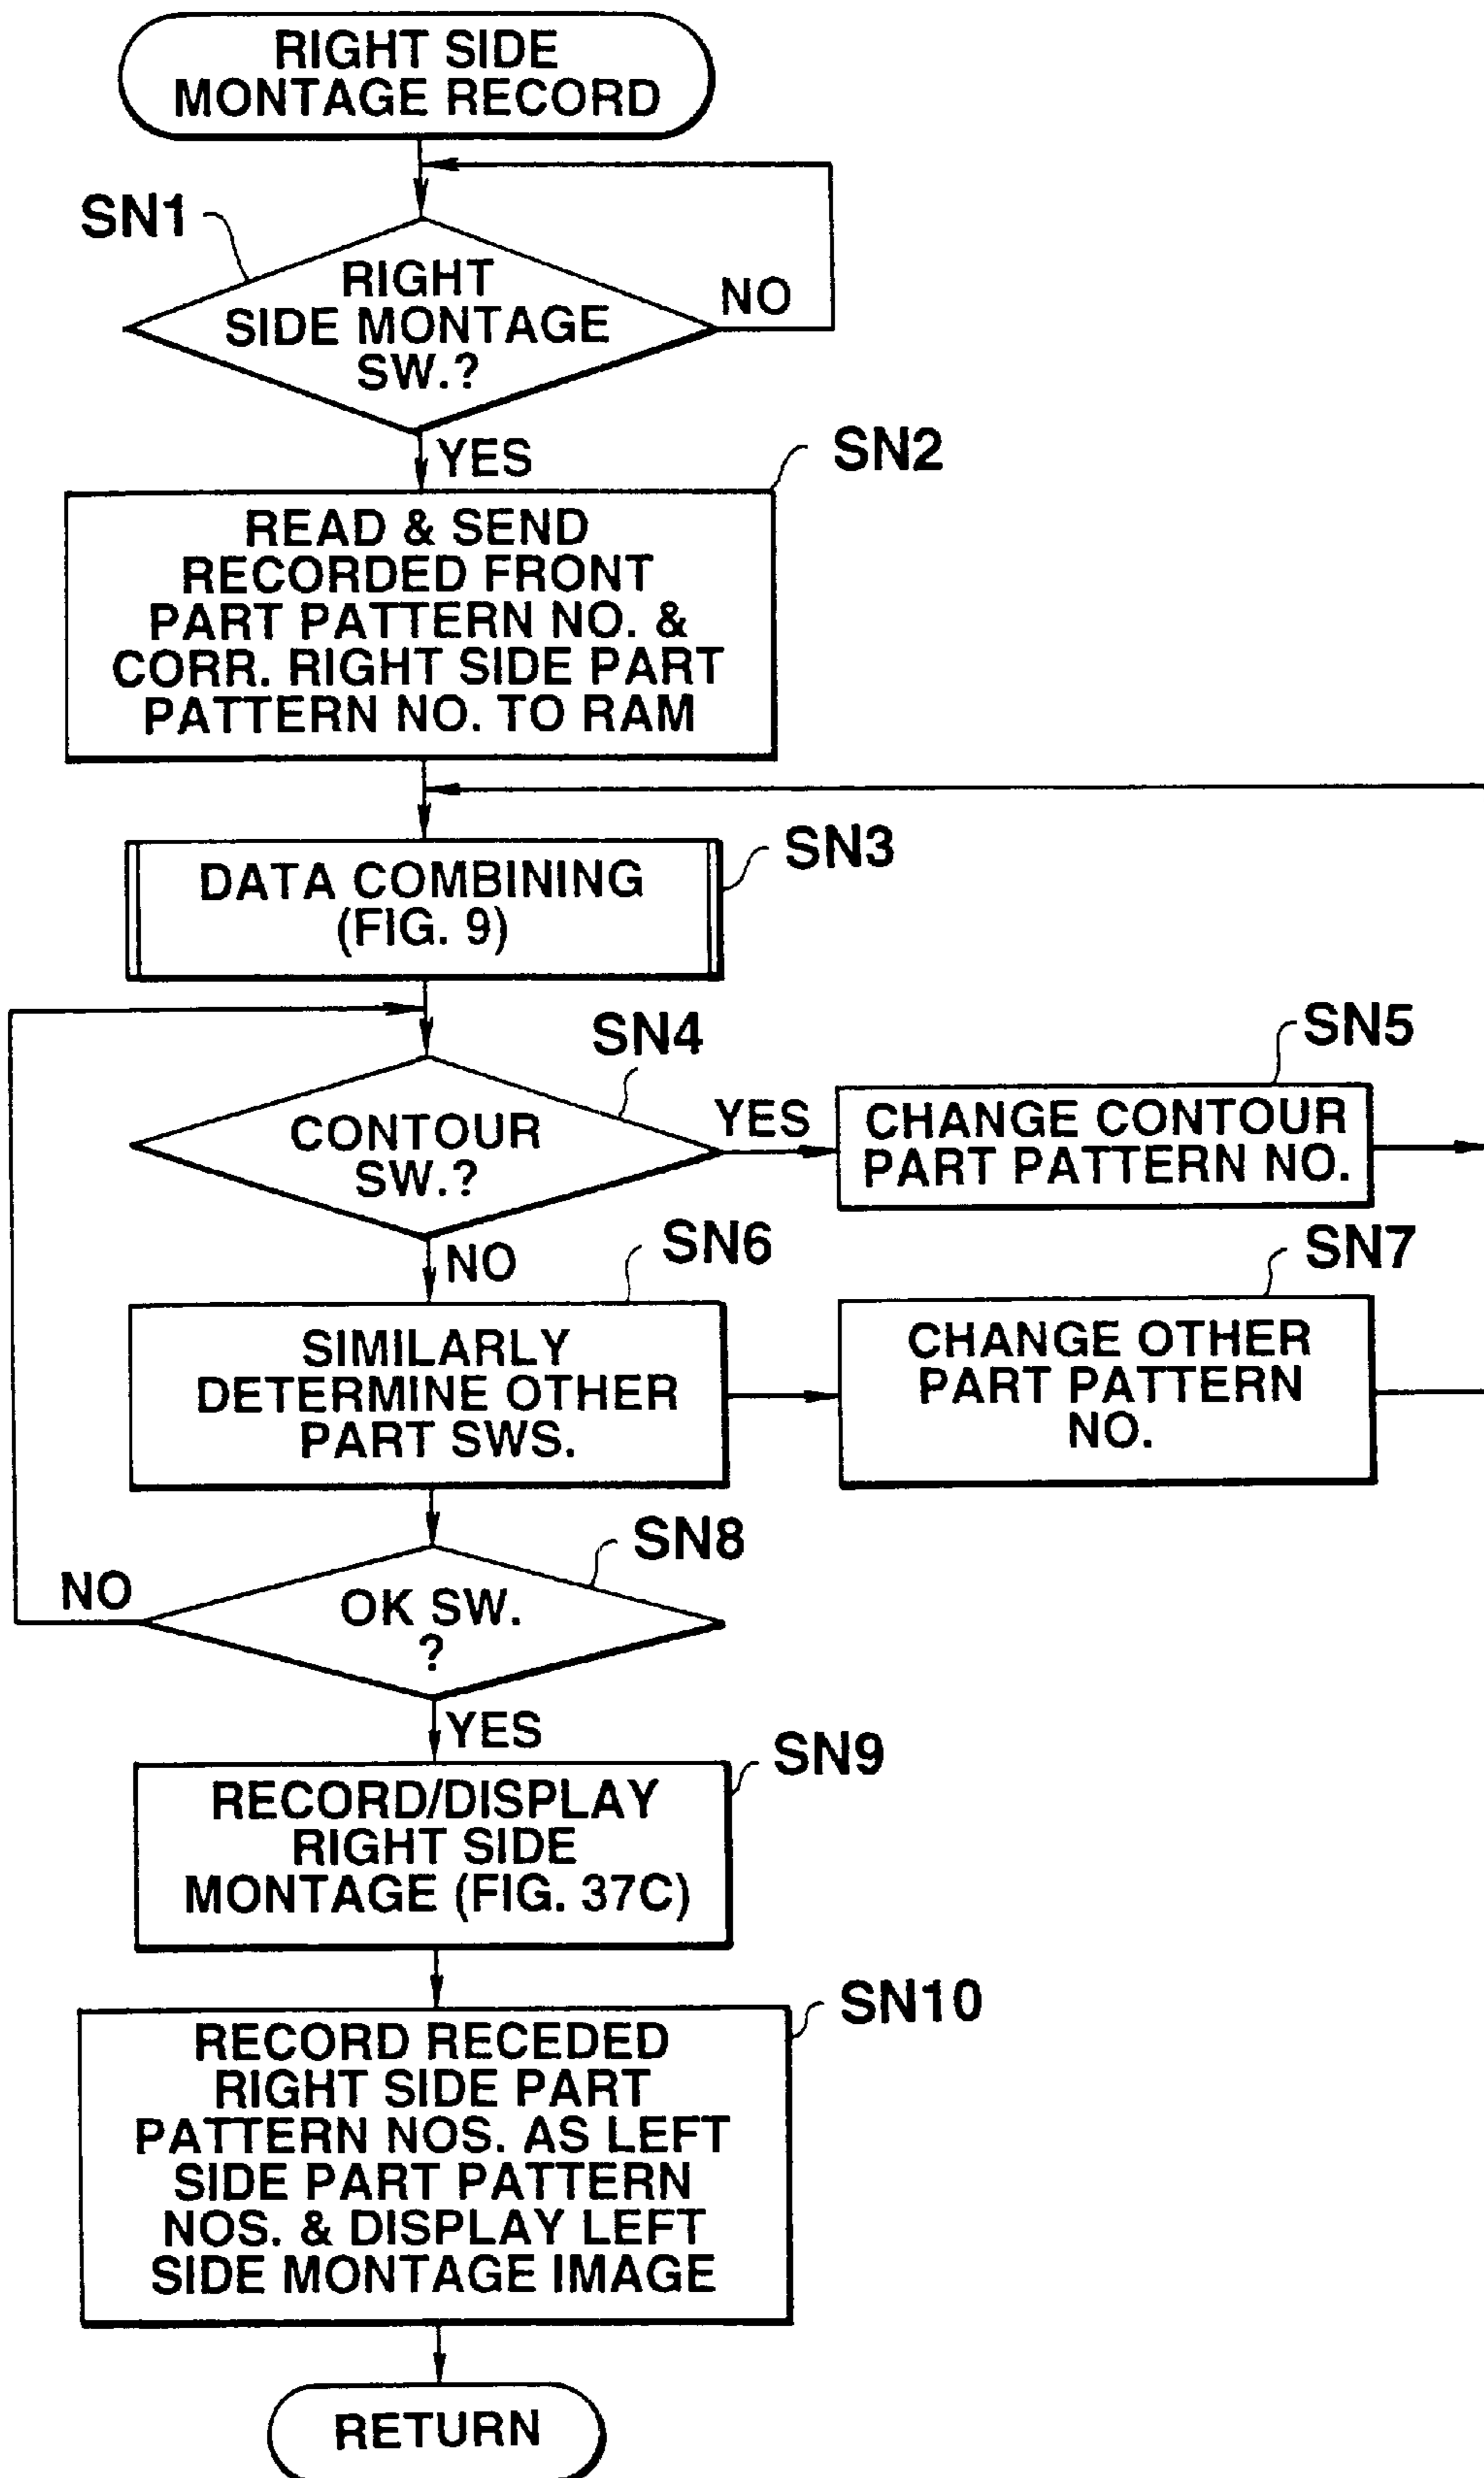 RIGHT SIDE
MONTAGE RECORD
SN1
RIGHT
SIDE MONTAGE
SW.?
NO
YES
SN2
READ & SEND
RECORDED FRONT
PART PATTERN NO. &
CORR. RIGHT SIDE PART
PATTERN NO. TO RAM
SN3
DATA COMBINING
(FIG. 9)
SN4
CONTOUR
SW.?
YES
SN5
CHANGE CONTOUR
PART PATTERN NO.
NO
SN6
SIMILARLY
DETERMINE OTHER
PART SWS.
SN7
CHANGE OTHER
PART PATTERN
NO.
SN8
OK SW.
?
NO
YES
SN9
RECORD/DISPLAY
RIGHT SIDE
MONTAGE (FIG. 37C)
SN10
RECORD RECEDED
RIGHT SIDE PART
PATTERN NOS. AS LEFT
SIDE PART PATTERN
NOS. & DISPLAY LEFT
SIDE MONTAGE IMAGE
RETURN